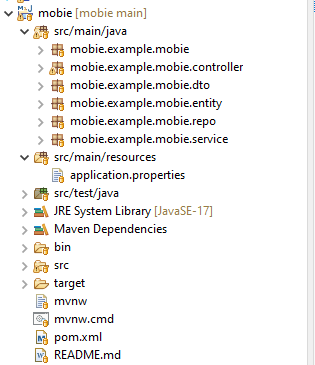 mobie [mobie main]
src/main/java
mobie.example.mobie
mobie.example.mobie.controller
mobie.example.mobie.dto
mobie.example.mobie.entity
mobie.example.mobie.repo
mobie.example.mobie.service
src/main/resources
application.properties
src/test/java
JRE System Library [JavaSE-17]
Maven Dependencies
bin
src
target
mvnw
mvnw.cmd
pom.xml
README.md